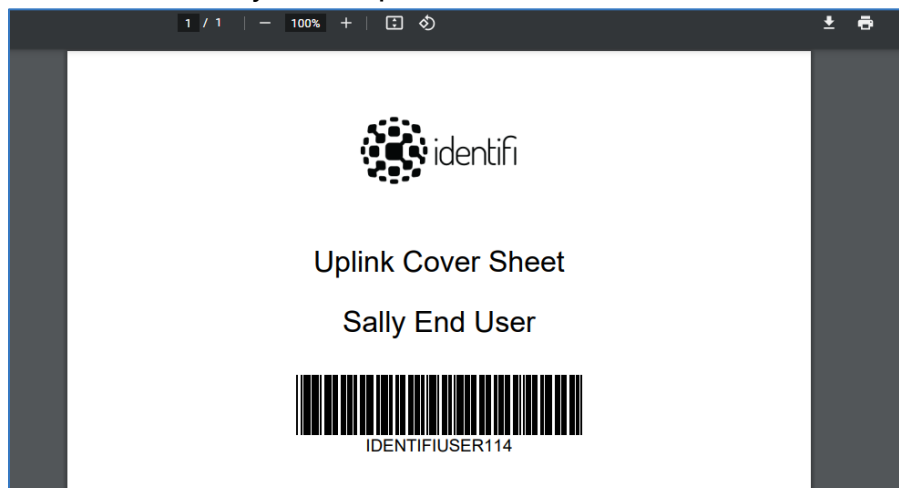 1 / 1 | — 100% + |
identifi
Uplink Cover Sheet
Sally End User
IDENTIFIUSER114